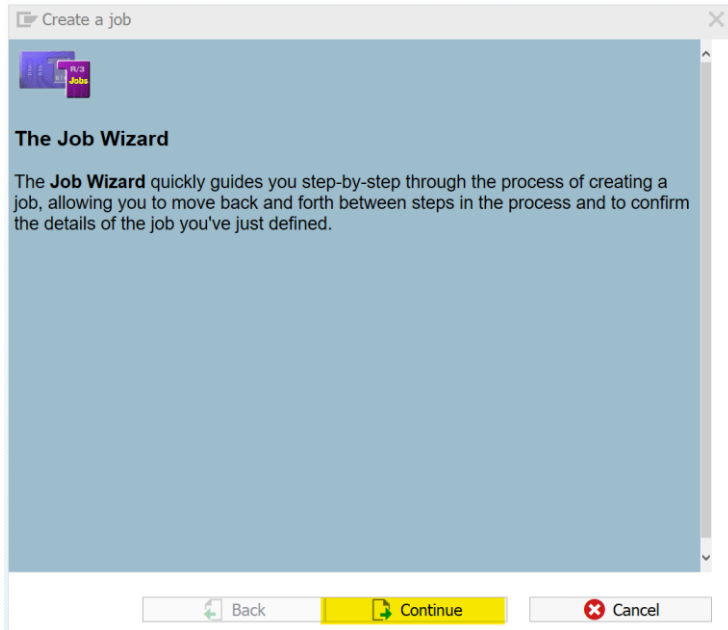 Create a job
R/3
Jobs
The Job Wizard
The Job Wizard quickly guides you step-by-step through the process of creating a
job, allowing you to move back and forth between steps in the process and to confirm
the details of the job you've just defined.
Back
Continue
Cancel